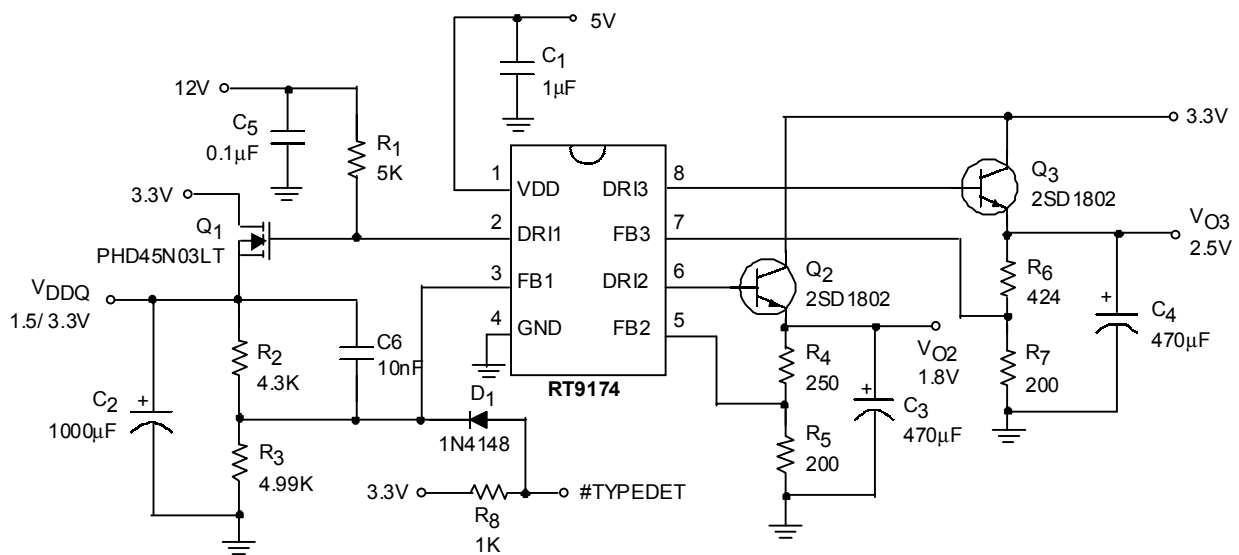 5V
C1
1μF
12V
C5
0.1μF
R1
5K
3.3V
3.3V
Q1
PHD45N03LT
1 VDD
2 DRI1
3 FB1
4 GND
DRI3 8
FB3 7
DRI2 6
FB2 5
RT9174
Q3
2SD1802
VO3
2.5V
Q2
2SD1802
R6
424
C4
470μF
R7
200
VDDQ
1.5/ 3.3V
R2
4.3K
C6
10nF
R4
250
VO2
1.8V
C2
1000μF
D1
1N4148
C3
470μF
R5
200
R3
4.99K
3.3V
R8
1K
#TYPEDET
+
+
+